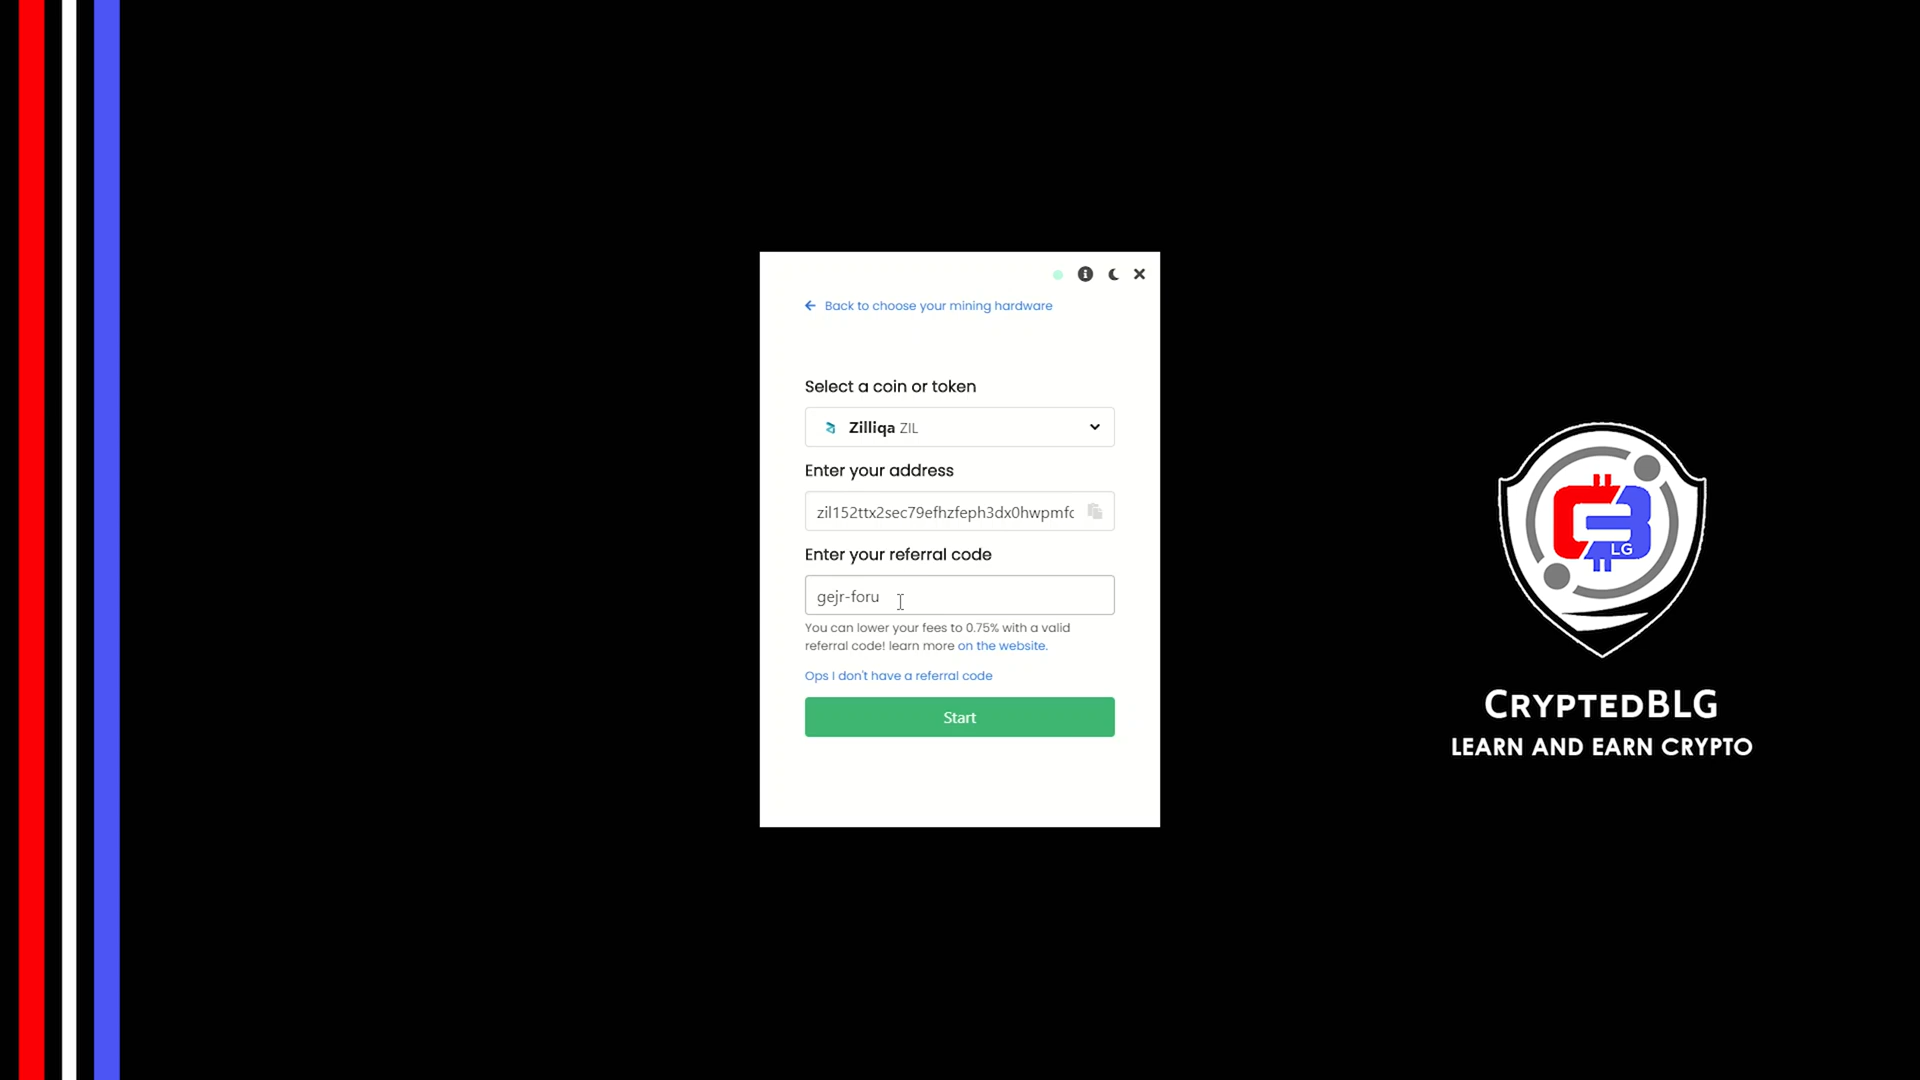 Back to choose your mining hardware
Select a coin or token
Zilliqa ZIL
Enter your address
zil152ttx2sec79efhzfeph3dx0hwpmfc
Enter your referral code
gejr-foru
You can lower your fees to 0.75% with a valid
referral code! learn more on the website.
Ops I don't have a referral code
Start
LG
CRYPTEDBLG
LEARN AND EARN CRYPTO